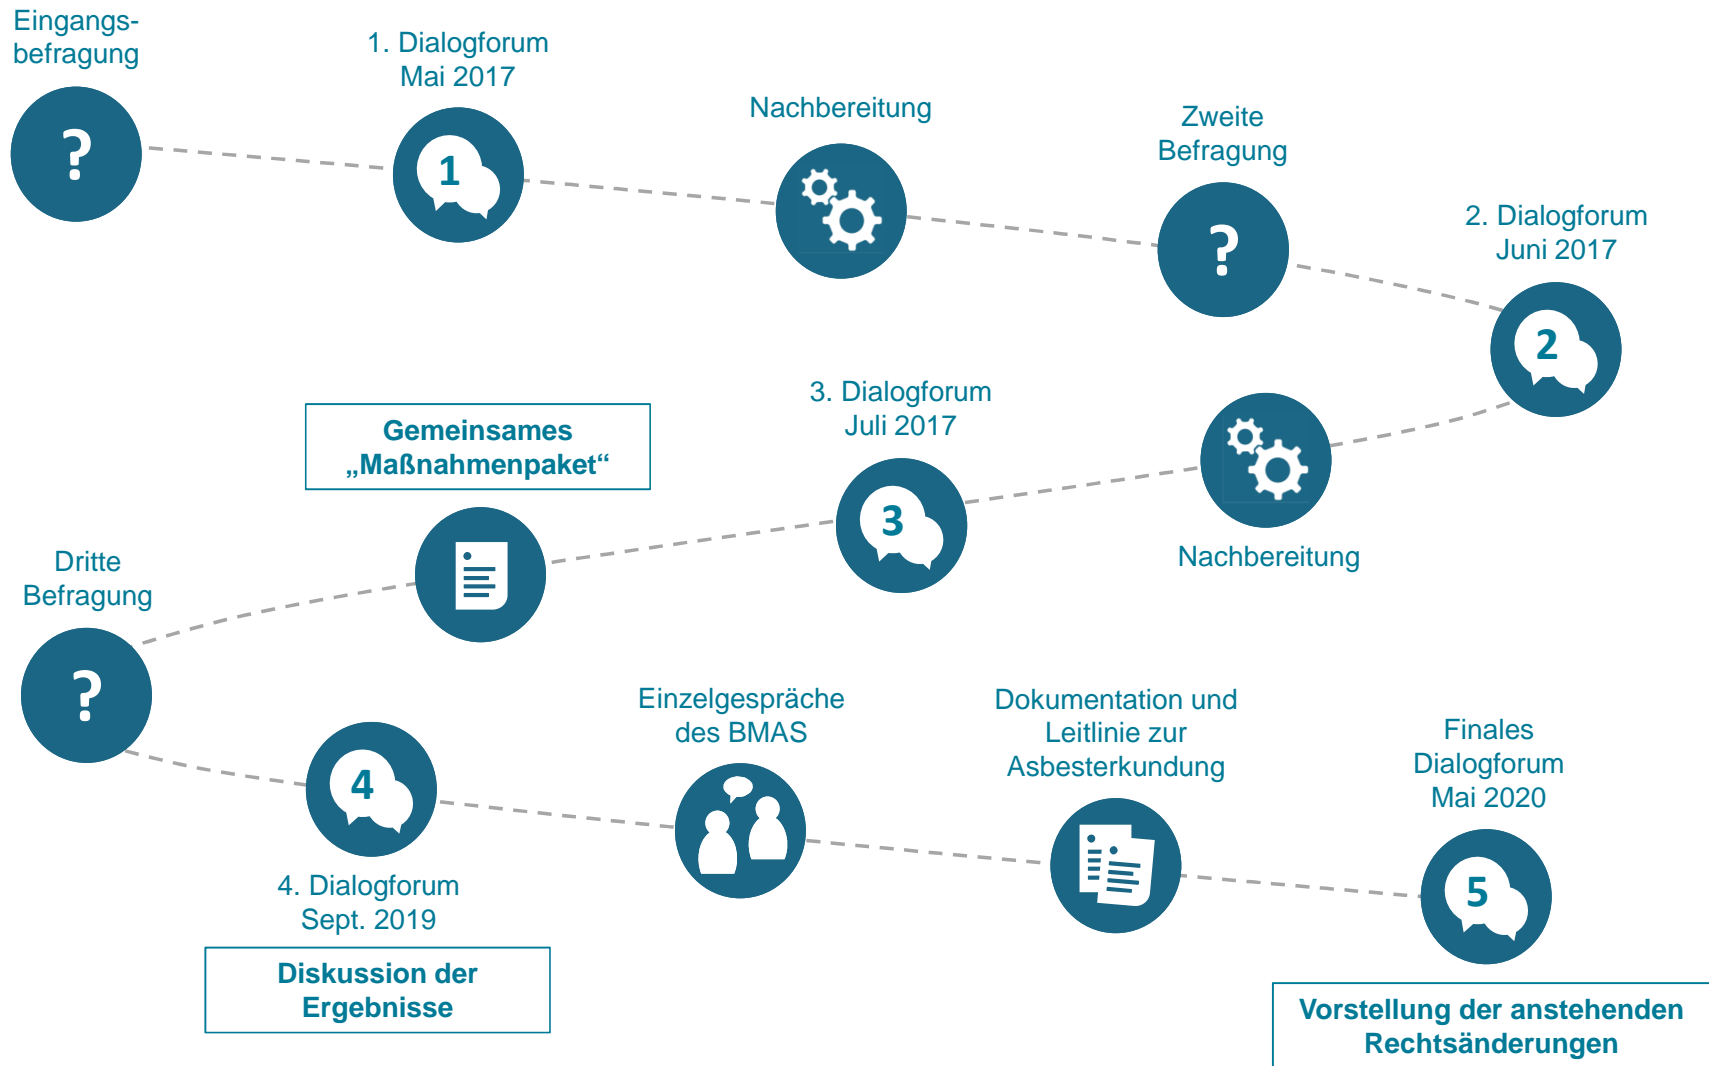 Eingangs-
befragung
?
1. Dialogforum
Mai 2017
1
Nachbereitung
Zweite
Befragung
?
2. Dialogforum
Juni 2017
2
Nachbereitung
3. Dialogforum
Juli 2017
3
Gemeinsames
„Maßnahmenpaket“
Dritte
Befragung
?
4
4. Dialogforum
Sept. 2019
Diskussion der
Ergebnisse
Einzelgespräche
des BMAS
Dokumentation und
Leitlinie zur
Asbesterkundung
Finales
Dialogforum
Mai 2020
5
Vorstellung der anstehenden
Rechtsänderungen